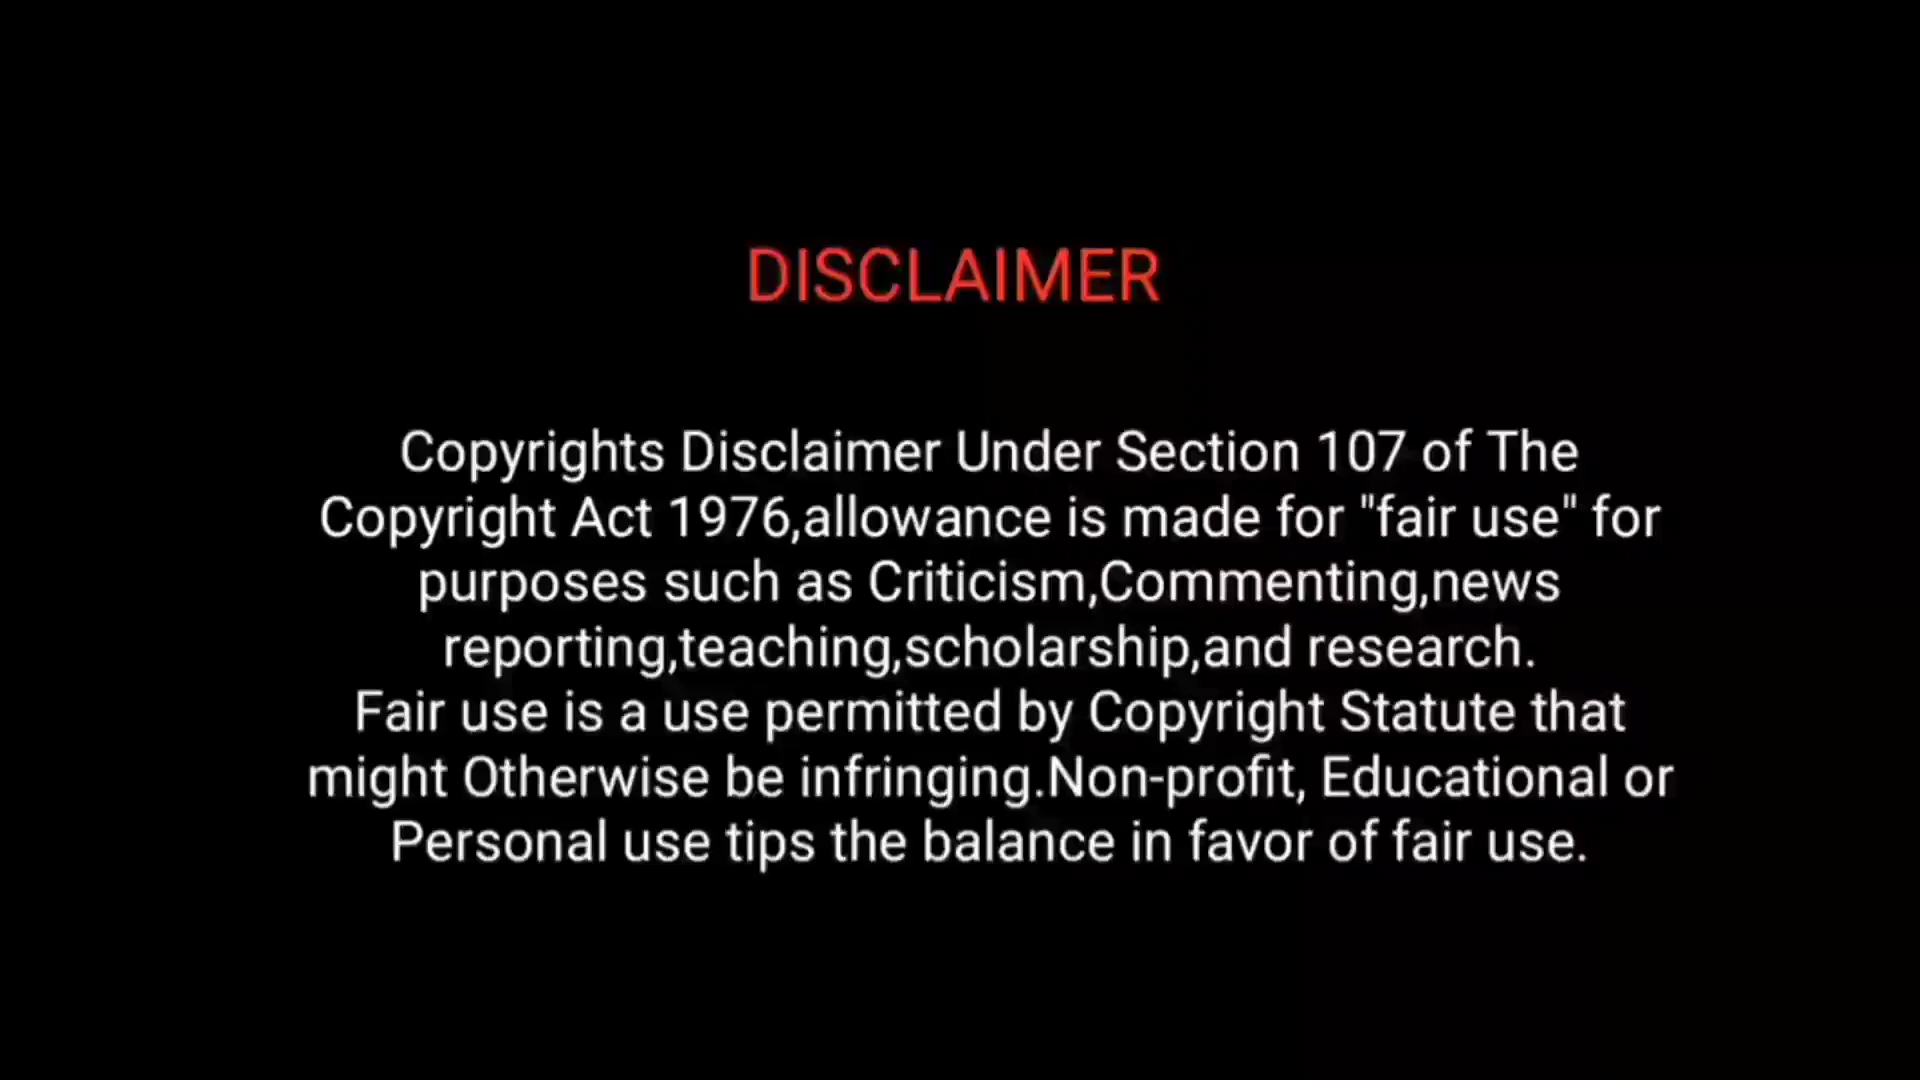 DISCLAIMER
Copyrights Disclaimer Under Section 107 of The
Copyright Act 1976,allowance is made for "fair use" for
purposes such as Criticism,Commenting,news
reporting,teaching,scholarship,and research.
Fair use is a use permitted by Copyright Statute that
might Otherwise be infringing.Non-profit, Educational or
Personal use tips the balance in favor of fair use.